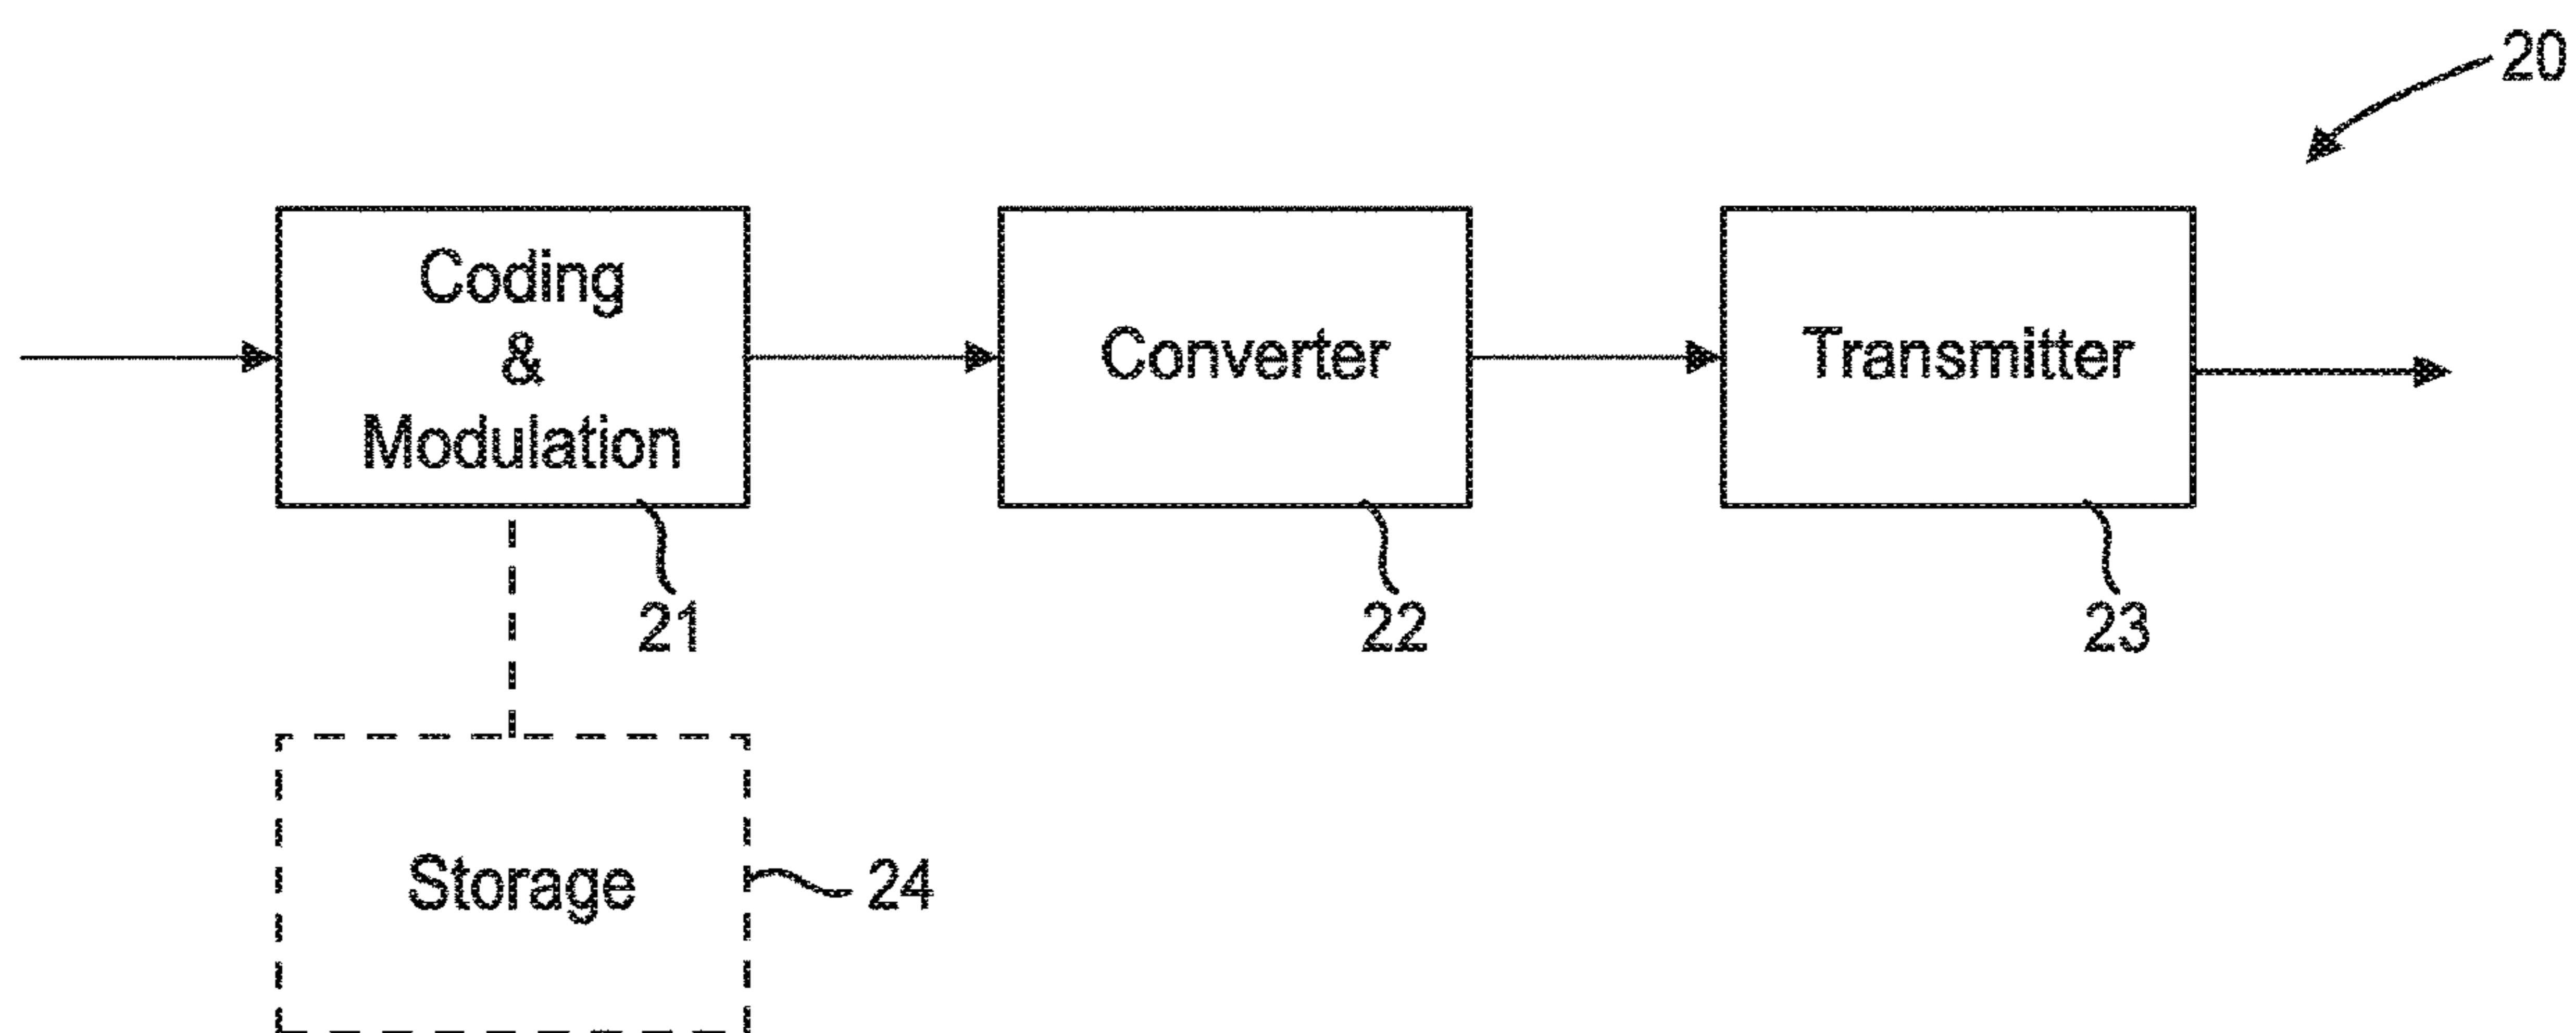 20
Coding
&
Modulation
Converter
Transmitter
21
22
23
Storage
24